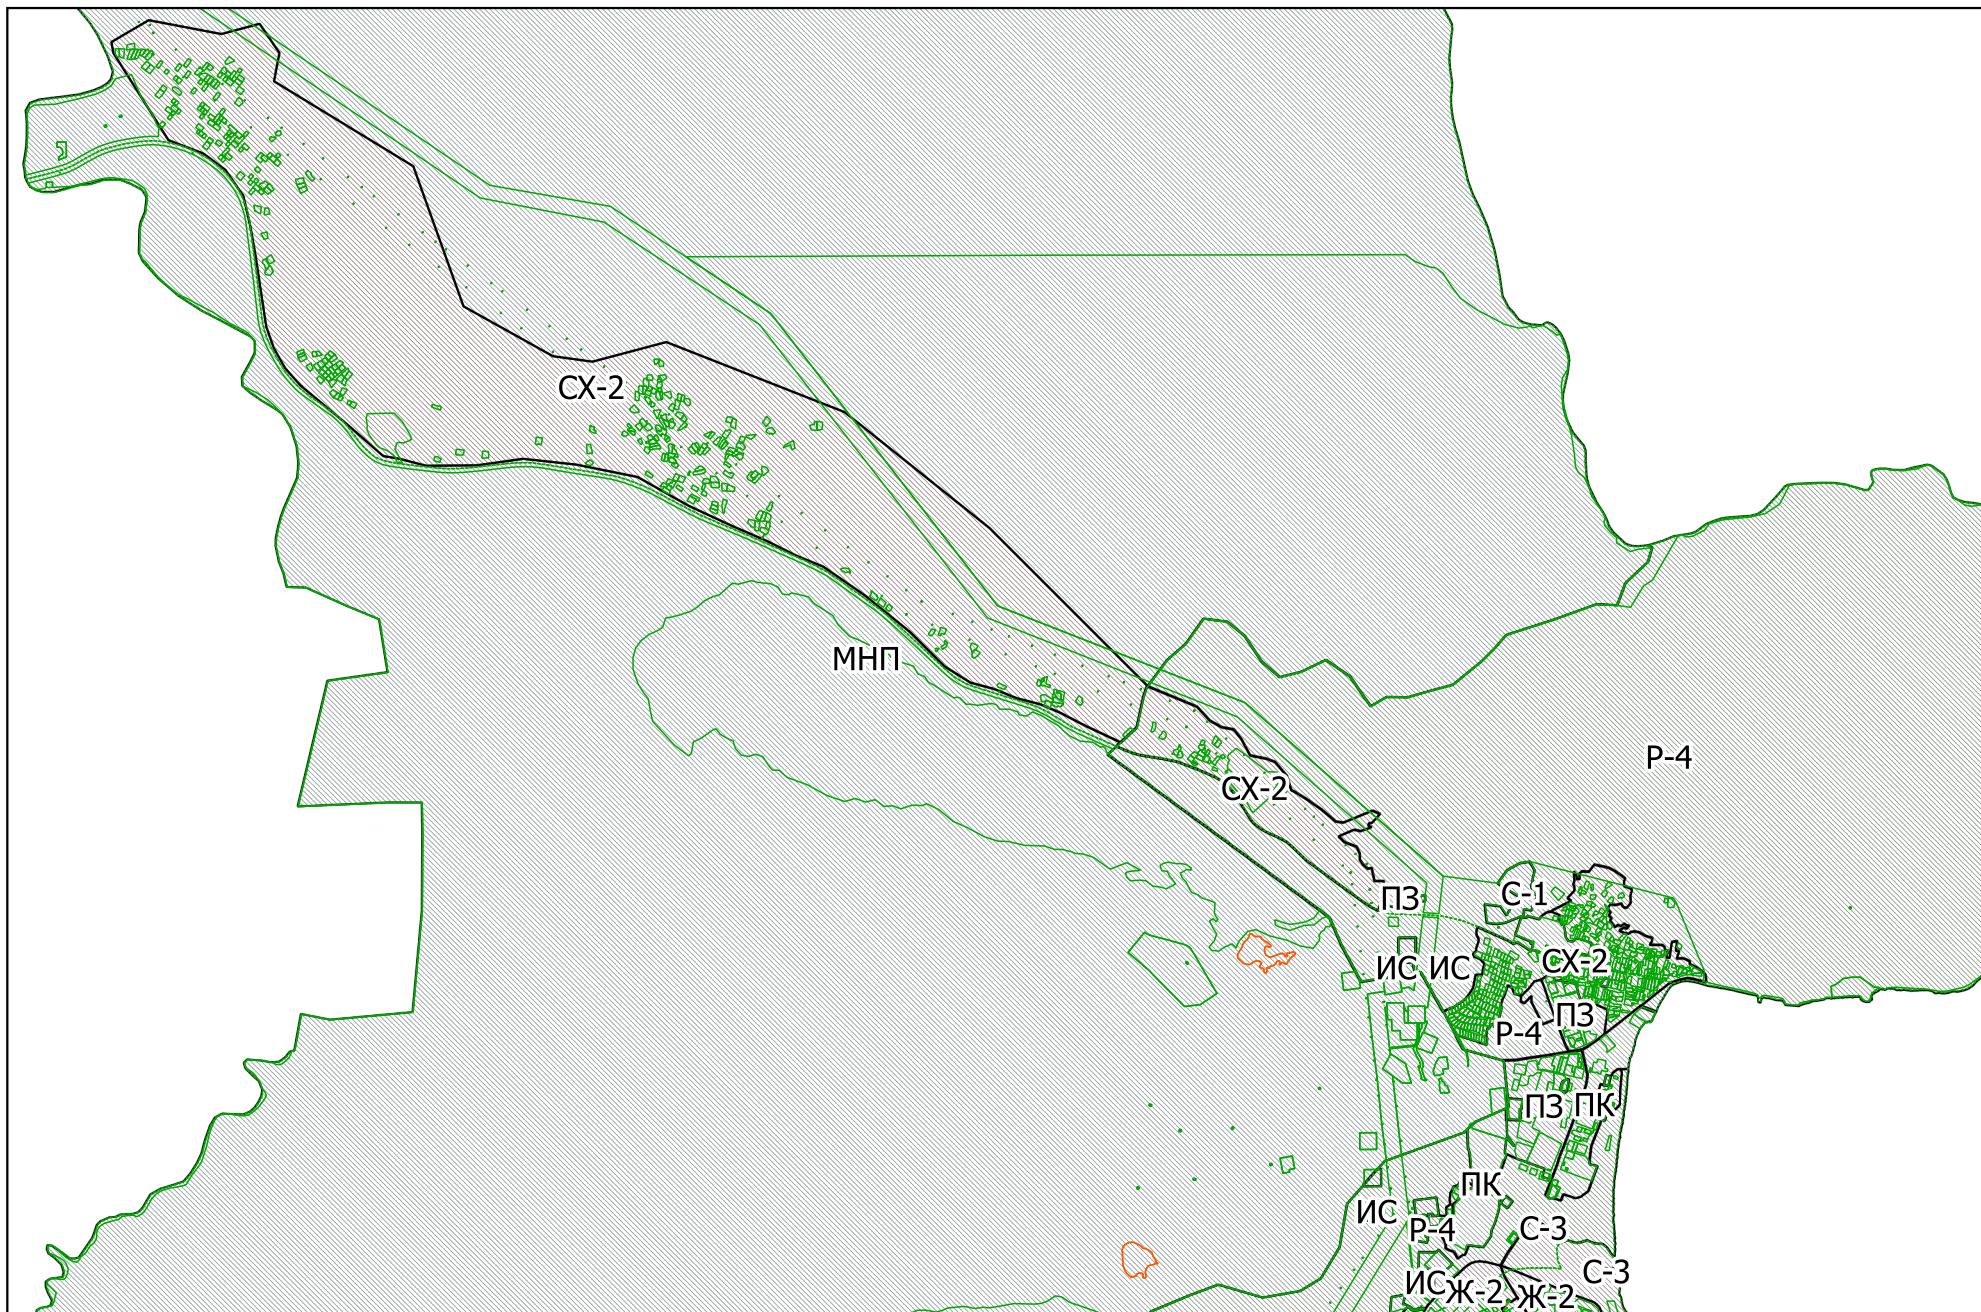 СХ-2
МНП
Р-4
СХ-2
С-1
ПЗ
СХ-2
ИС
ИС
ПЗ
Р-4
ПЗ
ПК
ПК
ИС
Р-4
С-3
С-3
ИС
Ж-2
Ж-2